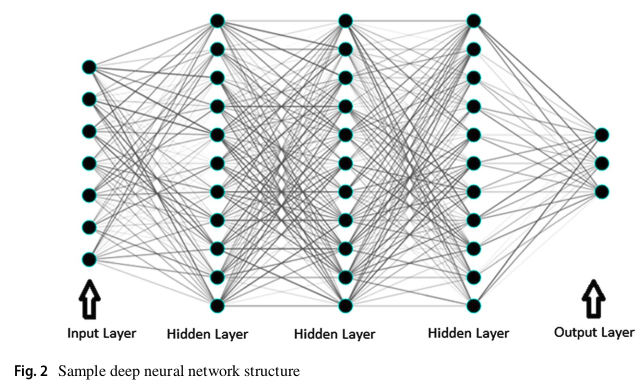 Input Layer Hidden Layer Hidden Layer Hidden Layer Output Layer
Fig. 2 Sample deep neural network structure